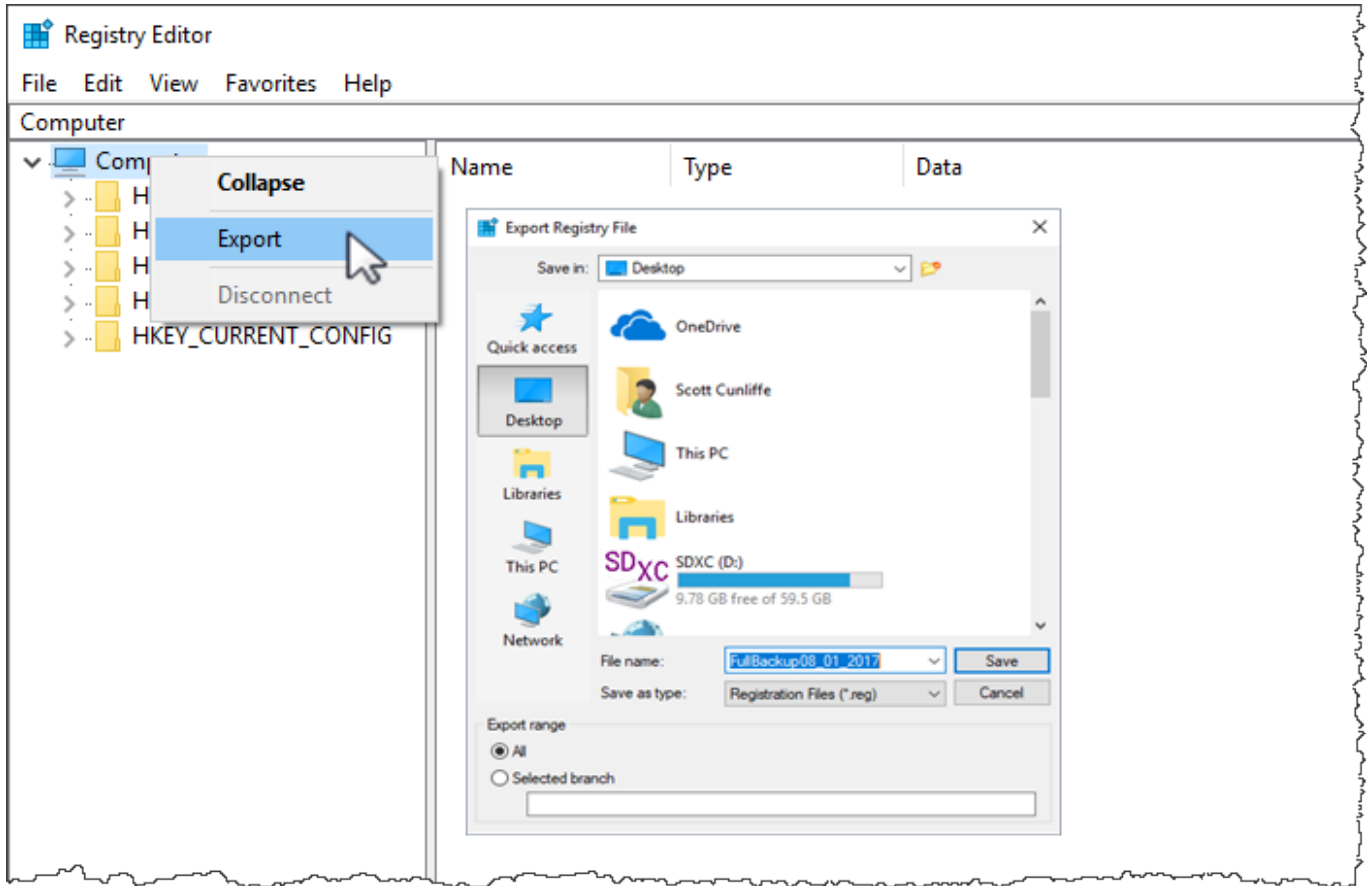 Registry Editor
File Edit View Favorites Help
Computer
Name Type Data
Collapse
Export
Disconnect
HKEY_CURRENT_CONFIG
Export Registry File
Save in: Desktop
OneDrive
Quick access
Scott Cunliffe
Desktop
This PC
Libraries
Libraries
This PC
SDXC
SDXC (D:)
9.78 GB free of 59.5 GB
Network
File name: FullBackup08_01_2017 Save
Save as type: Registration Files (*.reg) Cancel
Export range
All
Selected branch